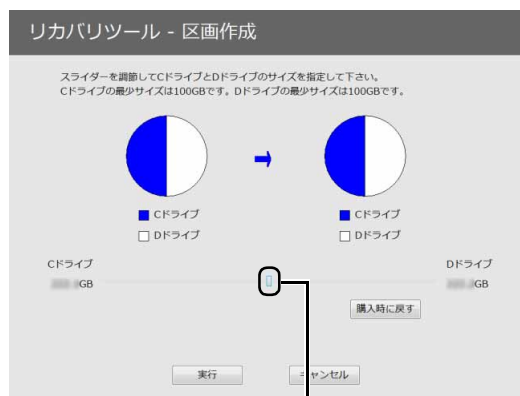 リカバリツール - 区画作成
スライダーを調節してCドライブとDドライブのサイズを指定して下さい。
Cドライブの最少サイズは100GBです。Dドライブの最少サイズは100GBです。
Cドライブ
Dドライブ
Cドライブ
Dドライブ
Cドライブ
GB
Dドライブ
GB
購入時に戻す
実行
キャンセル